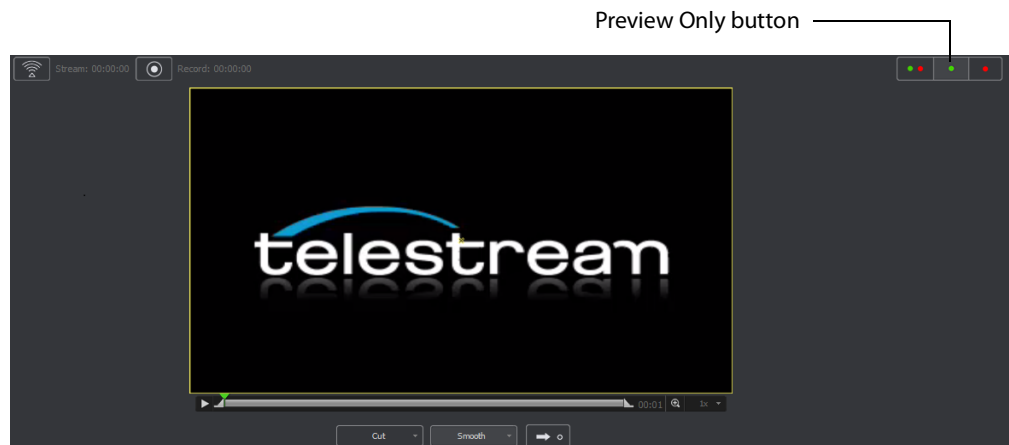 Preview Only button
Stream: 00:00:00 Record: 00:00:00
telestream
00:01 1x
Cut Smooth